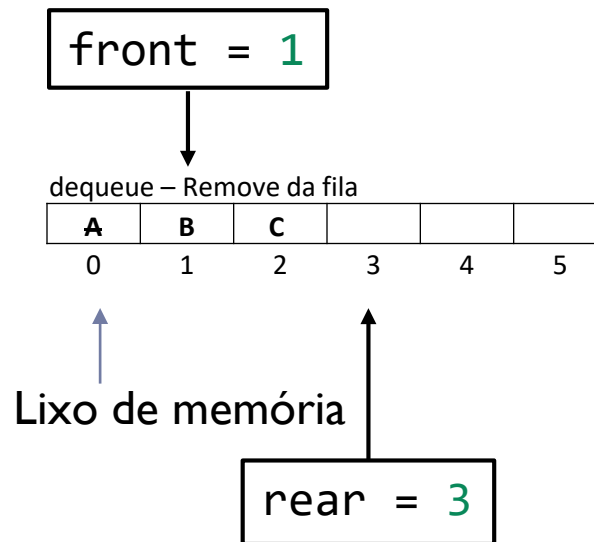 front = 1
dequeue – Remove da fila
A B C
0 1 2 3 4 5
Lixo de memória
rear = 3